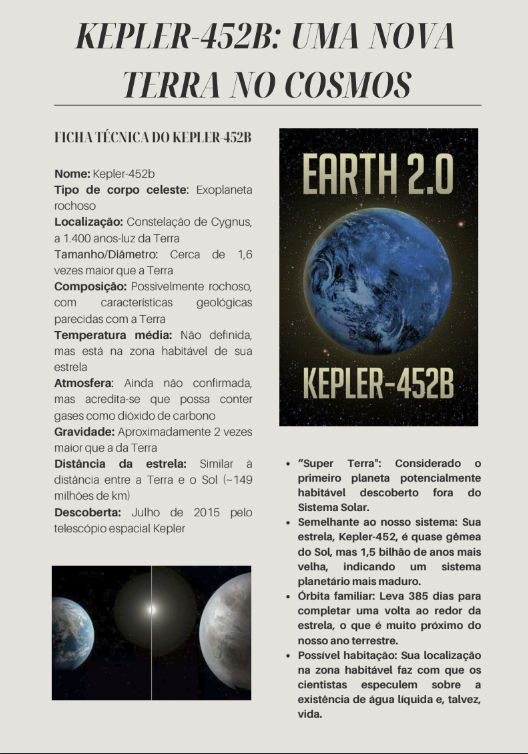 KEPLER-452B: UMA NOVA
TERRA NO COSMOS
FICHA TÉCNICA DO KEPLER-452B
Nome: Kepler-452b
Tipo de corpo celeste: Exoplaneta
rochoso
Localização: Constelação de Cygnus,
a 1.400 anos-luz da Terra
Tamanho/Diâmetro: Cerca de 1,6
vezes maior que a Terra
Composição: Possivelmente rochoso,
com características geológicas
parecidas com a Terra
Temperatura média: Não definida,
mas está na zona habitável de sua
estrela
Atmosfera: Ainda não confirmada,
mas acredita-se que possa conter
gases como dióxido de carbono
Gravidade: Aproximadamente 2 vezes
maior que a da Terra
Distância da estrela: Similar à
distância entre a Terra e o Sol (~149
milhões de km)
Descoberta: Julho de 2015 pelo
telescópio espacial Kepler
EARTH 2.0
KEPLER-452B
• "Super Terra": Considerado o
primeiro planeta potencialmente
habitável descoberto fora do
Sistema Solar.
• Semelhante ao nosso sistema: Sua
estrela, Kepler-452, é quase gêmea
do Sol, mas 1,5 bilhão de anos mais
velha, indicando um sistema
planetário mais maduro.
• Órbita familiar: Leva 385 dias para
completar uma volta ao redor da
estrela, o que é muito próximo do
nosso ano terrestre.
• Possível habitação: Sua localização
na zona habitável faz com que os
cientistas especulem sobre a
existência de água líquida e, talvez,
vida.